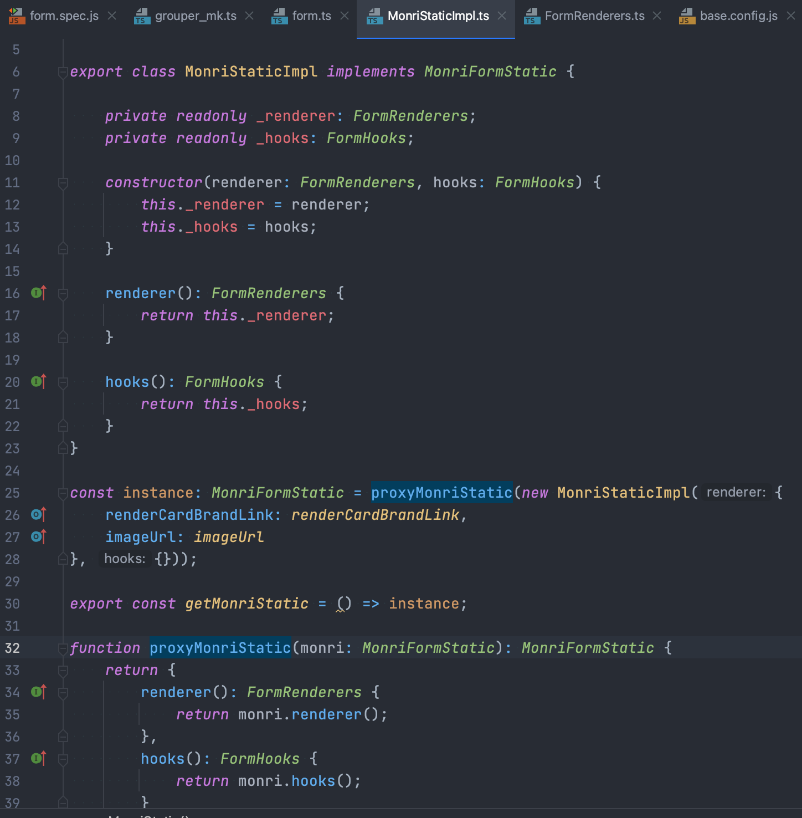 form.spec.js grouper_mk.ts form.ts MonriStaticImpl.ts FormRenderers.ts base.config.js
5
6 export class MonriStaticImpl implements MonriFormStatic {
7
8 private readonly _renderer: FormRenderers;
9 private readonly _hooks: FormHooks;
10
11 constructor(renderer: FormRenderers, hooks: FormHooks) {
12 this._renderer = renderer;
13 this._hooks = hooks;
14 }
15
16 renderer(): FormRenderers {
17 return this._renderer;
18 }
19
20 hooks(): FormHooks {
21 return this._hooks;
22 }
23 }
24
25 const instance: MonriFormStatic = proxyMonriStatic(new MonriStaticImpl( renderer: {
26 renderCardBrandLink: renderCardBrandLink,
27 imageUrl: imageUrl
28 }, hooks: {}));
29
30 export const getMonriStatic = () => instance;
31
32 function proxyMonriStatic(monri: MonriFormStatic): MonriFormStatic {
33 return {
34 renderer(): FormRenderers {
35 return monri.renderer();
36 },
37 hooks(): FormHooks {
38 return monri.hooks();
39 }